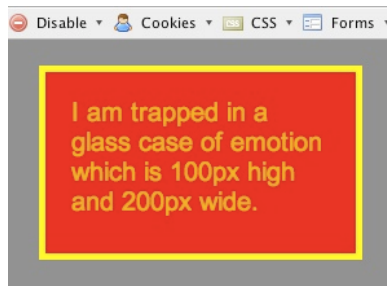 Disable Cookies CSS Forms
I am trapped in a
glass case of emotion
which is 100px high
and 200px wide.